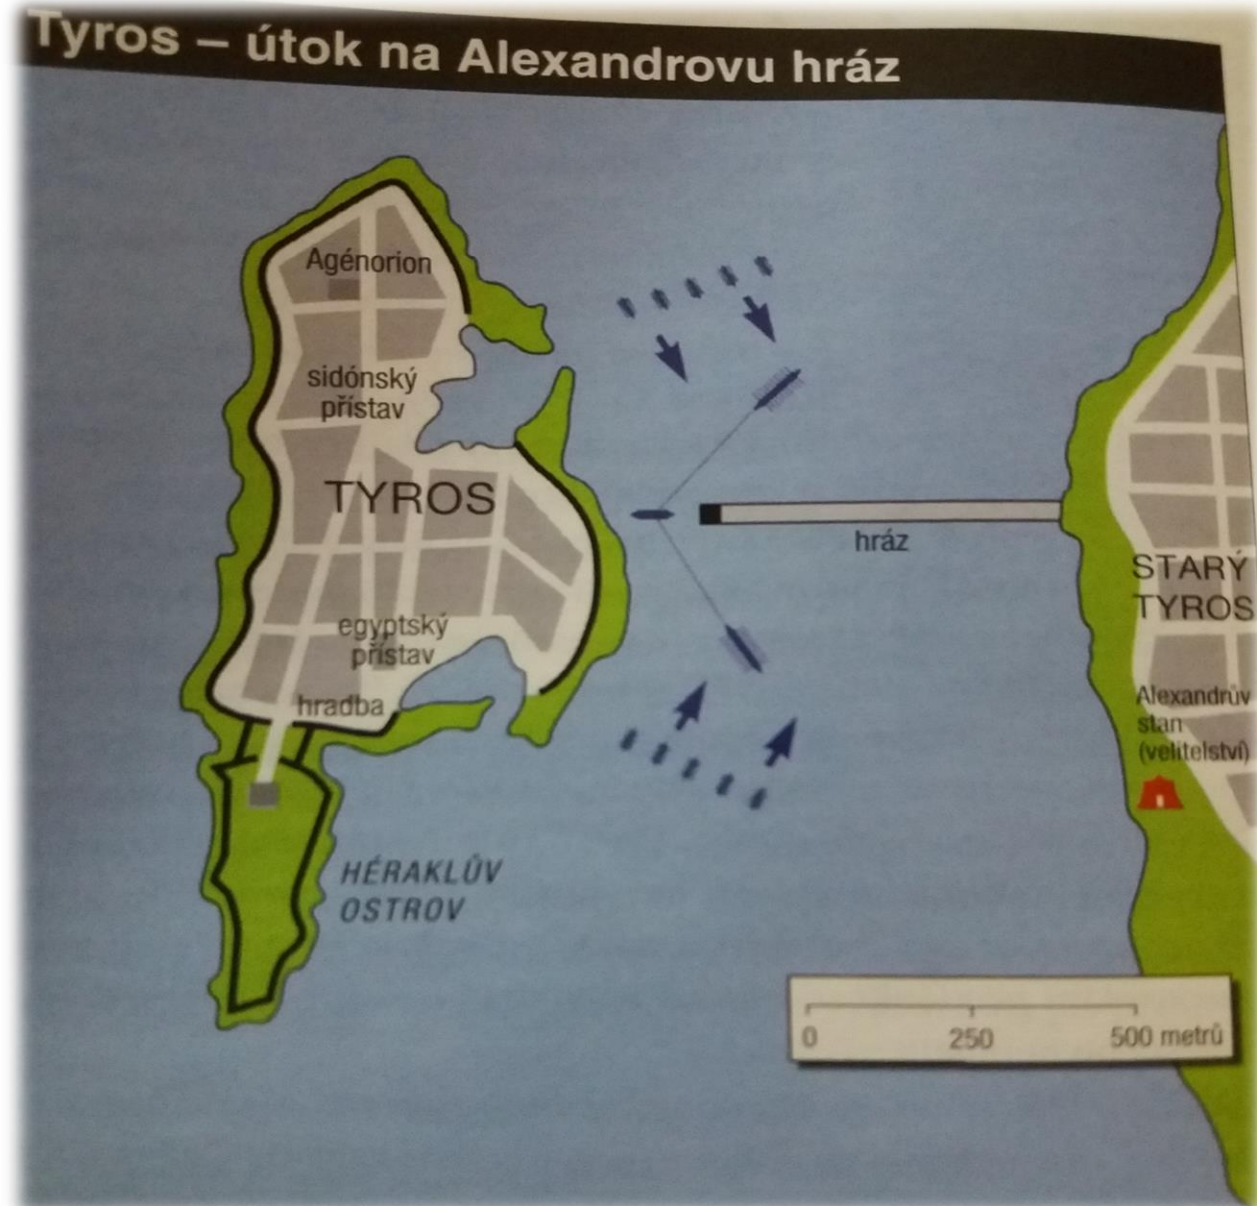 Tyros – útok na Alexandrovu hráz
Agénorion
sidónský
přístav
TYROS
hráz
STARÝ
TYROS
egyptský
přístav
hradba
Alexandrův
stan
(velitelství)
HÉRAKLŮV
OSTROV
0 250 500 metrů